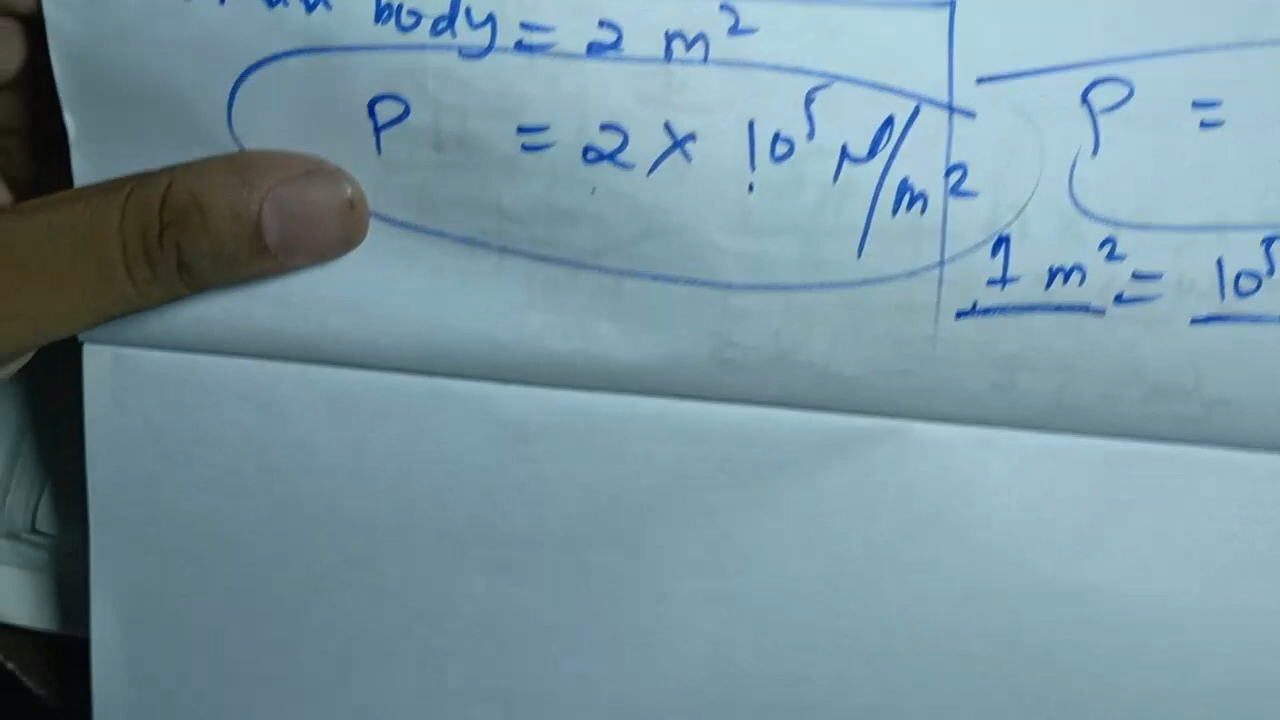 body = 2 m²
P = 2 × 10⁵ N/m²
P =
1 m² = 10⁵